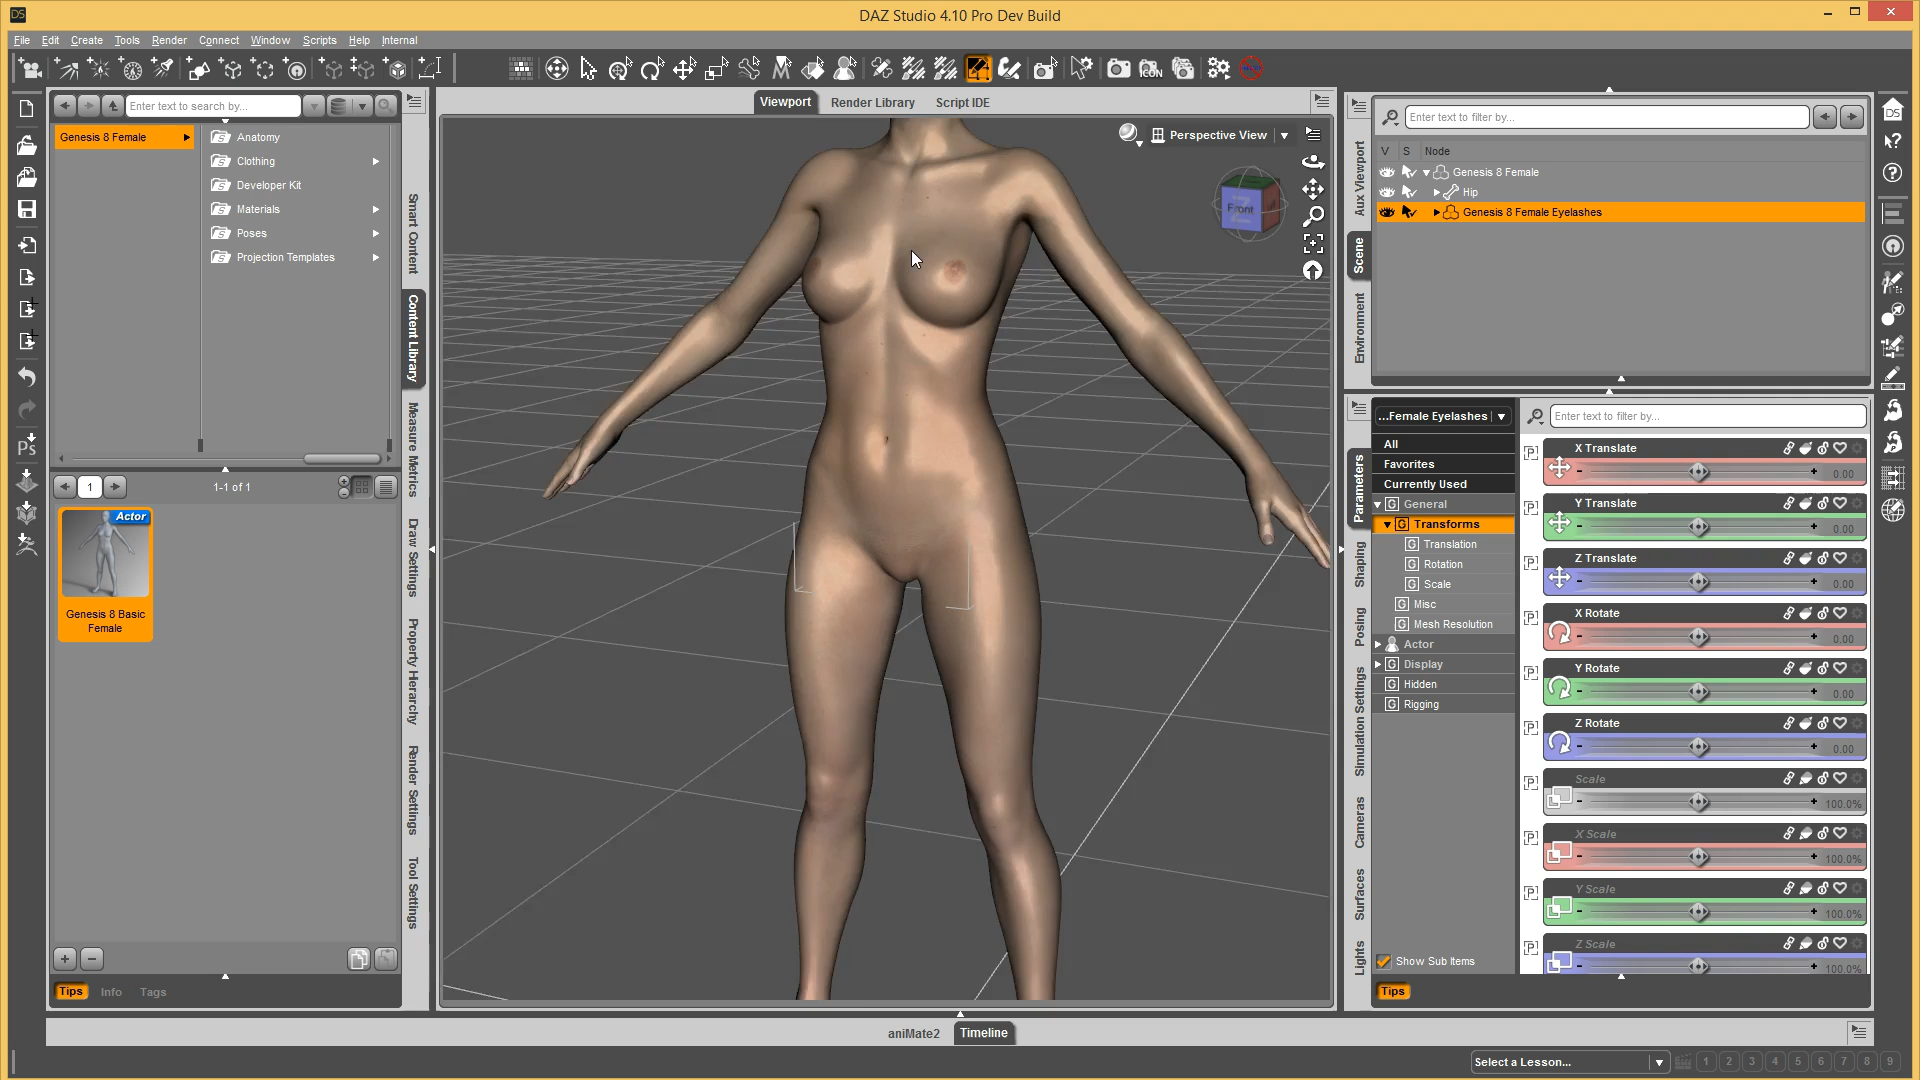 DS
DAZ Studio 4.10 Pro Dev Build
File Edit Create Tools Render Connect Window Scripts Help Internal
ICON
Enter text to search by...
Genesis 8 Female
Anatomy
Clothing
Developer Kit
Materials
Poses
Projection Templates
1
1-1 of 1
Actor
Genesis 8 Basic
Female
Tips Info Tags
Smart Content
Content Library
Measure Metrics
Draw Settings
Property Hierarchy
Render Settings
Tool Settings
Ps
Viewport Render Library Script IDE
Perspective View
Front
Aux Viewport
Scene
Environment
Enter text to filter by...
V S Node
Genesis 8 Female
Hip
Genesis 8 Female Eyelashes
Parameters
Shaping
Posing
Simulation Settings
Cameras
Surfaces
Lights
...Female Eyelashes
All
Favorites
Currently Used
G General
G Transforms
G Translation
G Rotation
G Scale
G Misc
G Mesh Resolution
Actor
G Display
G Hidden
G Rigging
Show Sub Items
Tips
Enter text to filter by...
[P] X Translate
0.00
[P] Y Translate
0.00
[P] Z Translate
0.00
[P] X Rotate
0.00
[P] Y Rotate
0.00
[P] Z Rotate
0.00
[P] Scale
100.0%
[P] X Scale
100.0%
[P] Y Scale
100.0%
[P] Z Scale
100.0%
DS
aniMate2 Timeline
Select a Lesson... 1 2 3 4 5 6 7 8 9